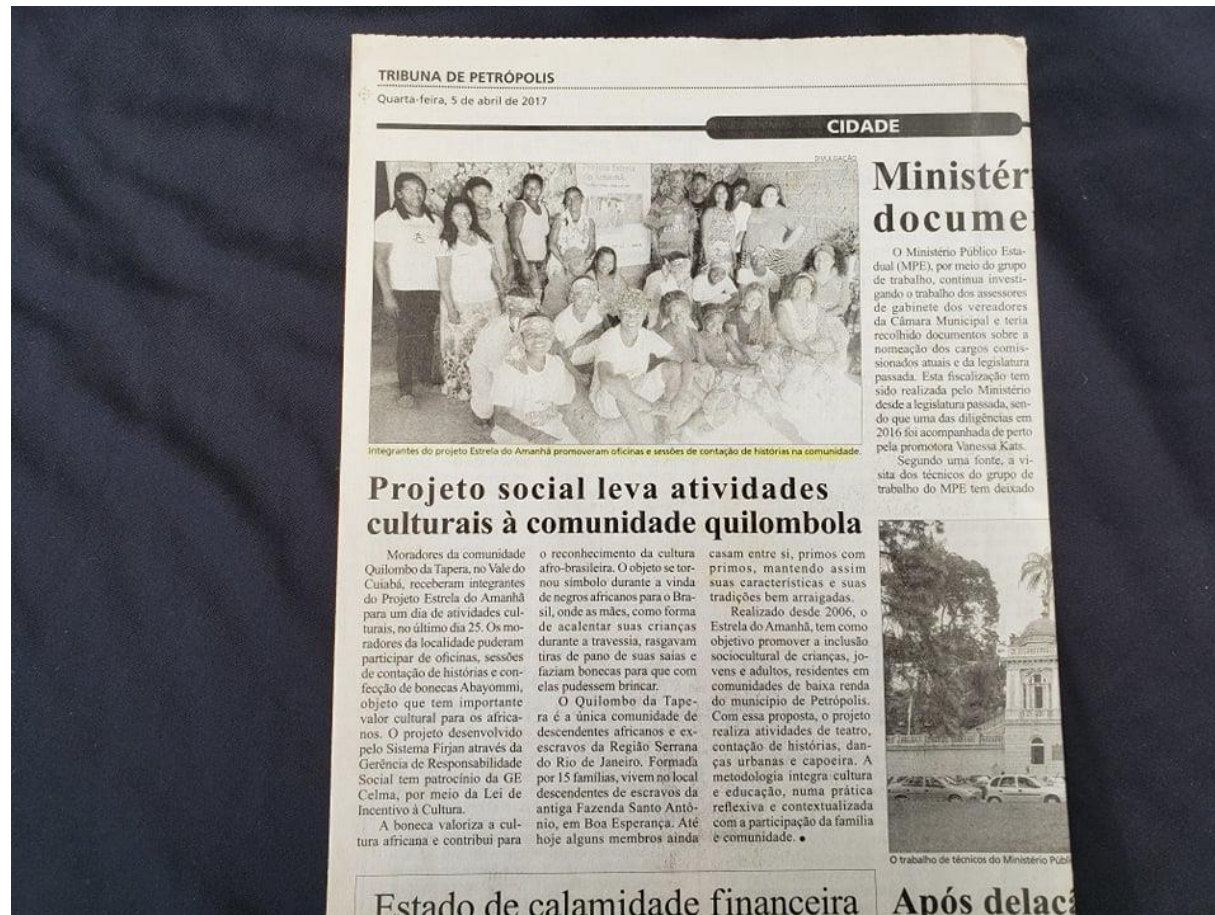 TRIBUNA DE PETRÓPOLIS
Quarta-feira, 5 de abril de 2017
CIDADE
DIVULGAÇÃO
Integrantes do projeto Estrela do Amanhã promoveram oficinas e sessões de contação de histórias na comunidade.
Projeto social leva atividades
culturais à comunidade quilombola
Moradores da comunidade
Quilombo da Tapera, no Vale do
Cuiabá, receberam integrantes
do Projeto Estrela do Amanhã
para um dia de atividades cul-
turais, no último dia 25. Os mo-
radores da localidade puderam
participar de oficinas, sessões
de contação de histórias e con-
fecção de bonecas Abayommi,
objeto que tem importante
valor cultural para os africa-
nos. O projeto desenvolvido
pelo Sistema Firjan através da
Gerência de Responsabilidade
Social tem patrocínio da GE
Celma, por meio da Lei de
Incentivo à Cultura.
A boneca valoriza a cul-
tura africana e contribui para
o reconhecimento da cultura
afro-brasileira. O objeto se tor-
nou símbolo durante a vinda
de negros africanos para o Bra-
sil, onde as mães, como forma
de acalentar suas crianças
durante a travessia, rasgavam
tiras de pano de suas saias e
faziam bonecas para que com
elas pudessem brincar.
O Quilombo da Tape-
ra é a única comunidade de
descendentes africanos e ex-
escravos da Região Serrana
do Rio de Janeiro. Formada
por 15 famílias, vivem no local
descendentes de escravos da
antiga Fazenda Santo Antô-
nio, em Boa Esperança. Até
hoje alguns membros ainda
casam entre si, primos com
primos, mantendo assim
suas características e suas
tradições bem arraigadas.
Realizado desde 2006, o
Estrela do Amanhã, tem como
objetivo promover a inclusão
sociocultural de crianças, jo-
vens e adultos, residentes em
comunidades de baixa renda
do município de Petrópolis.
Com essa proposta, o projeto
realiza atividades de teatro,
contação de histórias, dan-
ças urbanas e capoeira. A
metodologia integra cultura
e educação, numa prática
reflexiva e contextualizada
com a participação da família
e comunidade. •
Ministér
docume
O Ministério Público Esta-
dual (MPE), por meio do grupo
de trabalho, continua investi-
gando o trabalho dos assessores
de gabinete dos vereadores
da Câmara Municipal e teria
recolhido documentos sobre a
nomeação dos cargos comis-
sionados atuais e da legislatura
passada. Esta fiscalização tem
sido realizada pelo Ministério
desde a legislatura passada, sen-
do que uma das diligências em
2016 foi acompanhada de perto
pela promotora Vanessa Kats.
Segundo uma fonte, a vi-
sita dos técnicos do grupo de
trabalho do MPE tem deixado
O trabalho de técnicos do Ministério Públi
Estado de calamidade financeira
Após delaçã